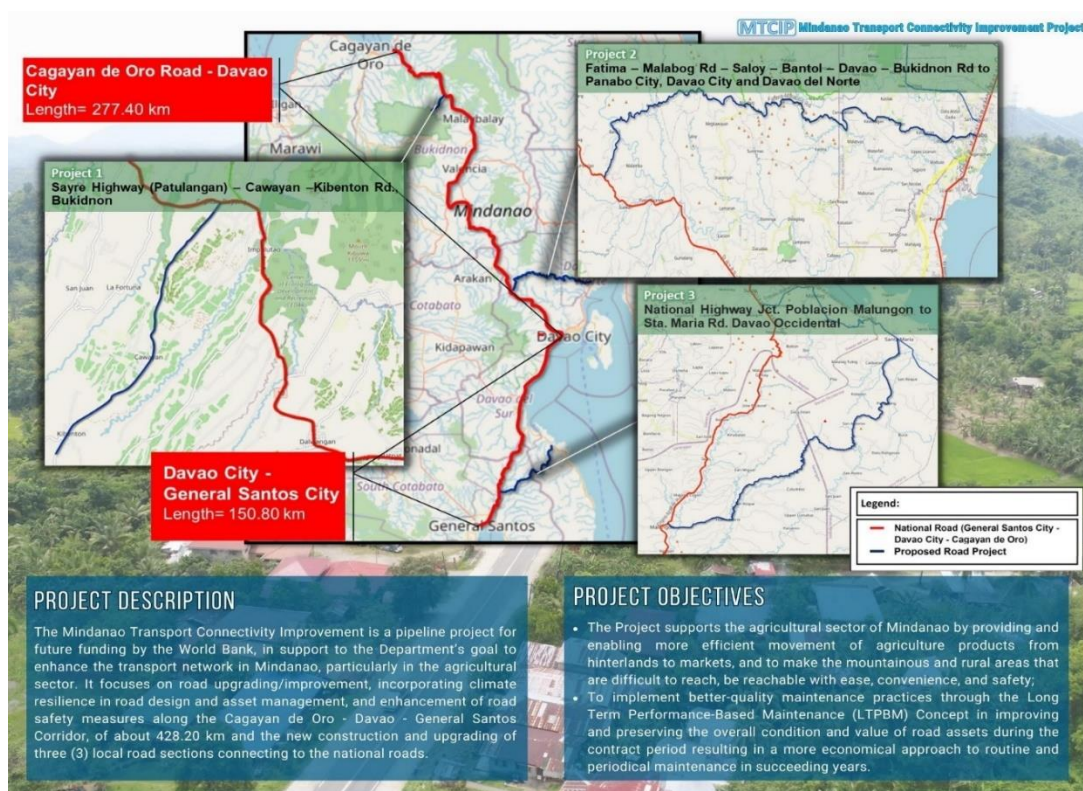 MTCIP Mindanao Transport Connectivity Improvement Project
Cagayan de Oro Road - Davao
City
Length= 277.40 km
Project 1
Sayre Highway (Patulangan) – Cawayan –Kibenton Rd.,
Bukidnon
San Juan
La Fortuna
Cawayan
Kibenton
Cagayan de
Oro
Malaybalay
Marawi
Bukidnon
Valencia
Mindanao
Arakan
Cotabato
Kidapawan
Davao City
Davao del
Sur
South Cotabato
General Santos
Project 2
Fatima – Malabog Rd – Saloy – Bantol – Davao – Bukidnon Rd to
Panabo City, Davao City and Davao del Norte
Project 3
National Highway Jct. Poblacion Malungon to
Sta. Maria Rd. Davao Occidental
Davao City -
General Santos City
Length= 150.80 km
Legend:
National Road (General Santos City -
Davao City - Cagayan de Oro)
Proposed Road Project
PROJECT DESCRIPTION
The Mindanao Transport Connectivity Improvement is a pipeline project for
future funding by the World Bank, in support to the Department's goal to
enhance the transport network in Mindanao, particularly in the agricultural
sector. It focuses on road upgrading/improvement, incorporating climate
resilience in road design and asset management, and enhancement of road
safety measures along the Cagayan de Oro - Davao - General Santos
Corridor, of about 428.20 km and the new construction and upgrading of
three (3) local road sections connecting to the national roads.
PROJECT OBJECTIVES
• The Project supports the agricultural sector of Mindanao by providing and
enabling more efficient movement of agriculture products from
hinterlands to markets, and to make the mountainous and rural areas that
are difficult to reach, be reachable with ease, convenience, and safety;
• To implement better-quality maintenance practices through the Long
Term Performance-Based Maintenance (LTPBM) Concept in improving
and preserving the overall condition and value of road assets during the
contract period resulting in a more economical approach to routine and
periodical maintenance in succeeding years.